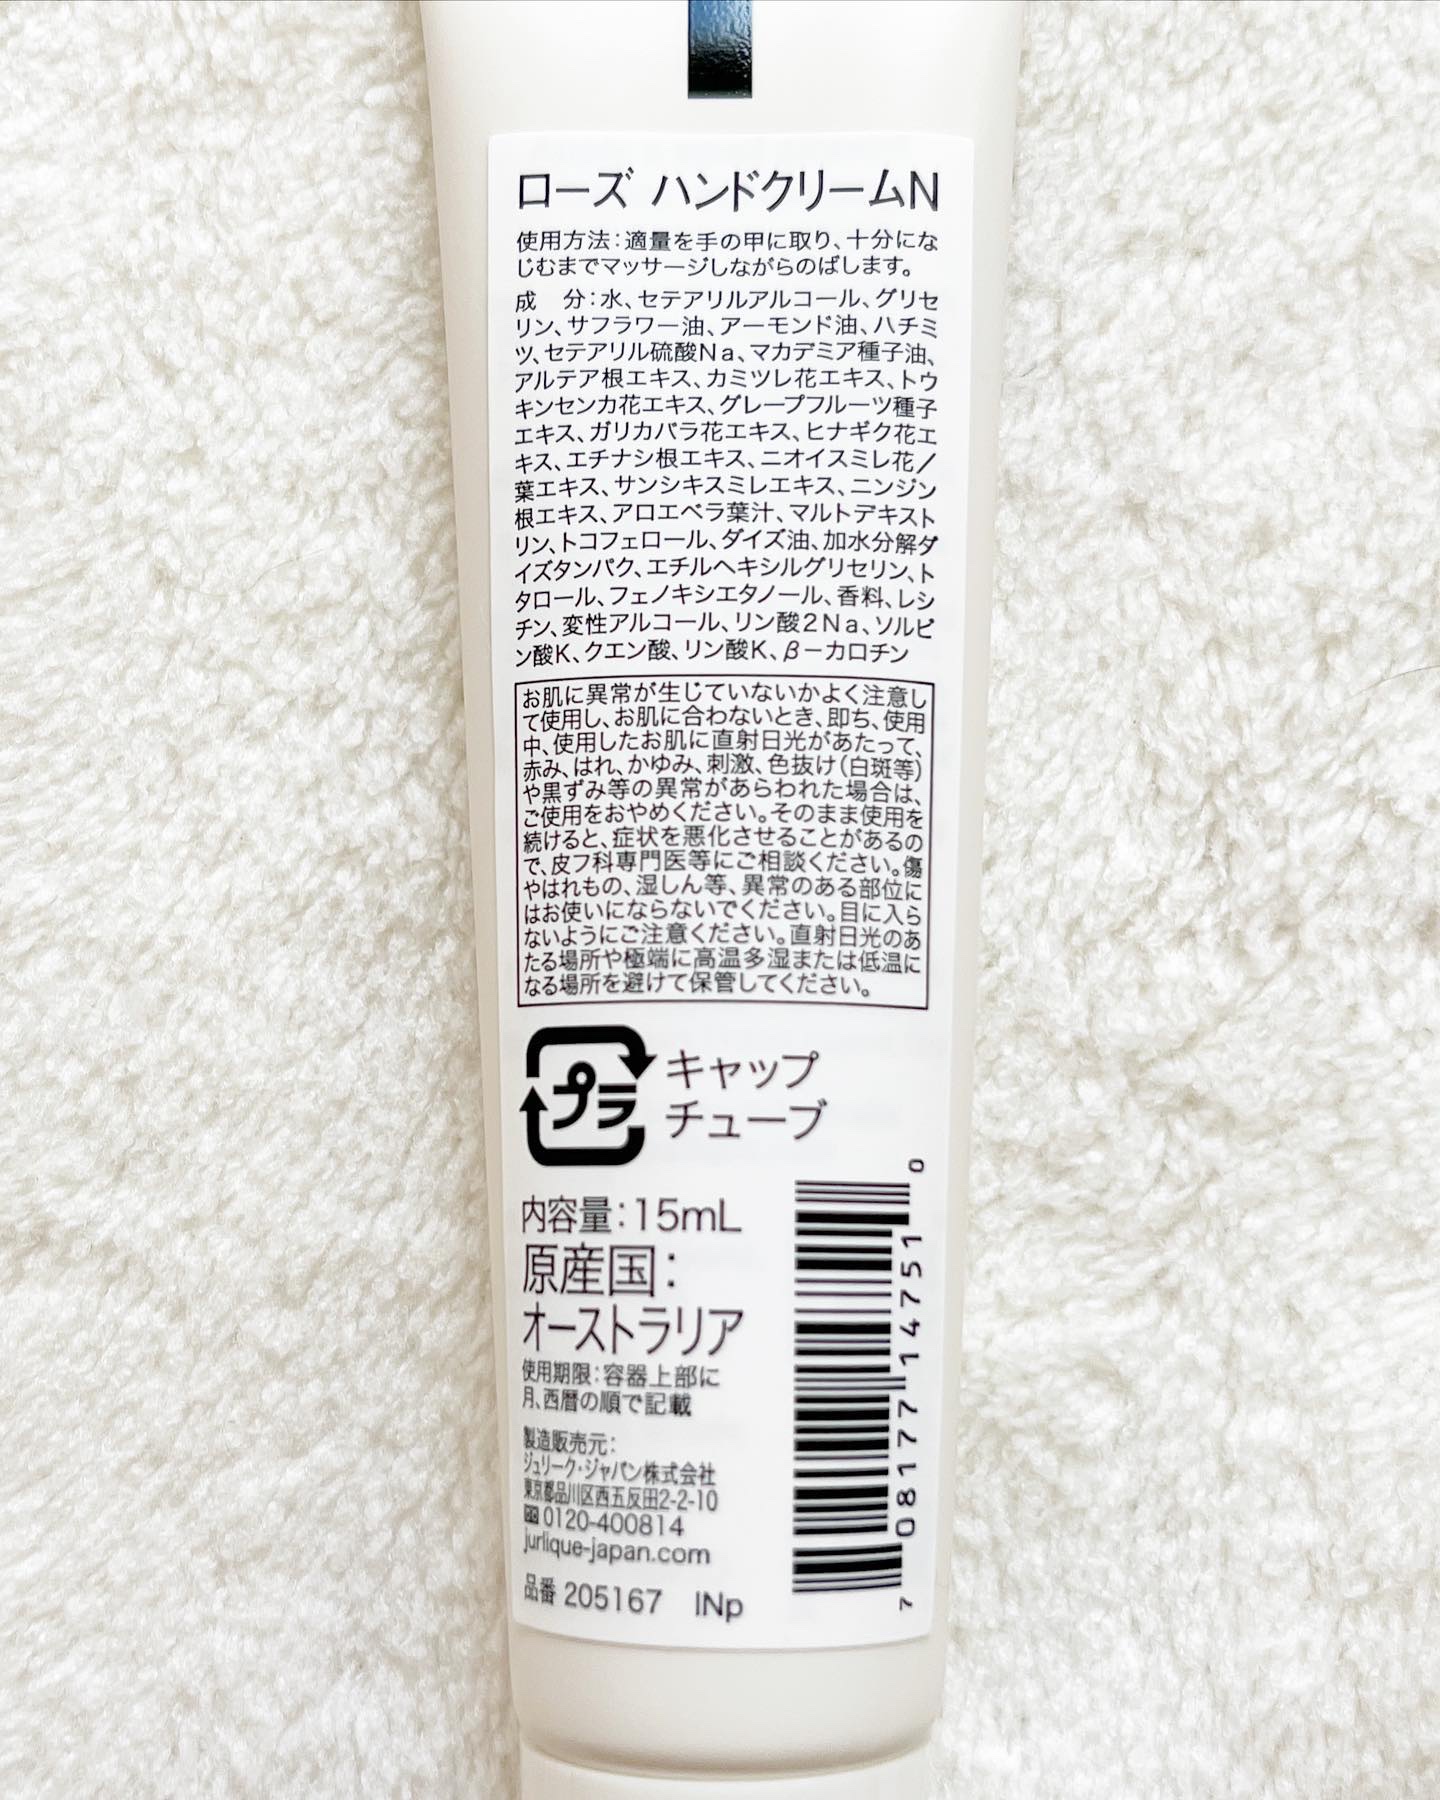 ローズ ハンドクリームN
使用方法:適量を手の甲に取り、十分にな
じむまでマッサージしながらのばします。
成　分:水、セテアリルアルコール、グリセ
リン、サフラワー油、アーモンド油、ハチミ
ツ、セテアリル硫酸Na、マカデミア種子油、
アルテア根エキス、カミツレ花エキス、トウ
キンセンカ花エキス、グレープフルーツ種子
エキス、ガリカバラ花エキス、ヒナギク花エ
キス、エチナシ根エキス、ニオイスミレ花/
葉エキス、サンシキスミレエキス、ニンジン
根エキス、アロエベラ葉汁、マルトデキスト
リン、トコフェロール、ダイズ油、加水分解ダ
イズタンパク、エチルヘキシルグリセリン、ト
タロール、フェノキシエタノール、香料、レシ
チン、変性アルコール、リン酸2Na、ソルビ
ン酸K、クエン酸、リン酸K、β-カロチン
お肌に異常が生じていないかよく注意し
て使用し、お肌に合わないとき、即ち、使用
中、使用したお肌に直射日光があたって、
赤み、はれ、かゆみ、刺激、色抜け(白斑等)
や黒ずみ等の異常があらわれた場合は、
ご使用をおやめください。そのまま使用を
続けると、症状を悪化させることがあるの
で、皮フ科専門医等にご相談ください。傷
やはれもの、湿しん等、異常のある部位に
はお使いにならないでください。目に入ら
ないようにご注意ください。直射日光のあ
たる場所や極端に高温多湿または低温に
なる場所を避けて保管してください。
プラ
キャップ
チューブ
内容量:15mL
原産国:
オーストラリア
使用期限:容器上部に
月、西暦の順で記載
製造販売元:
ジュリーク・ジャパン株式会社
東京都品川区西五反田2-2-10
0120-400814
jurlique-japan.com
品番 205167 INp
7 08177 14751 0